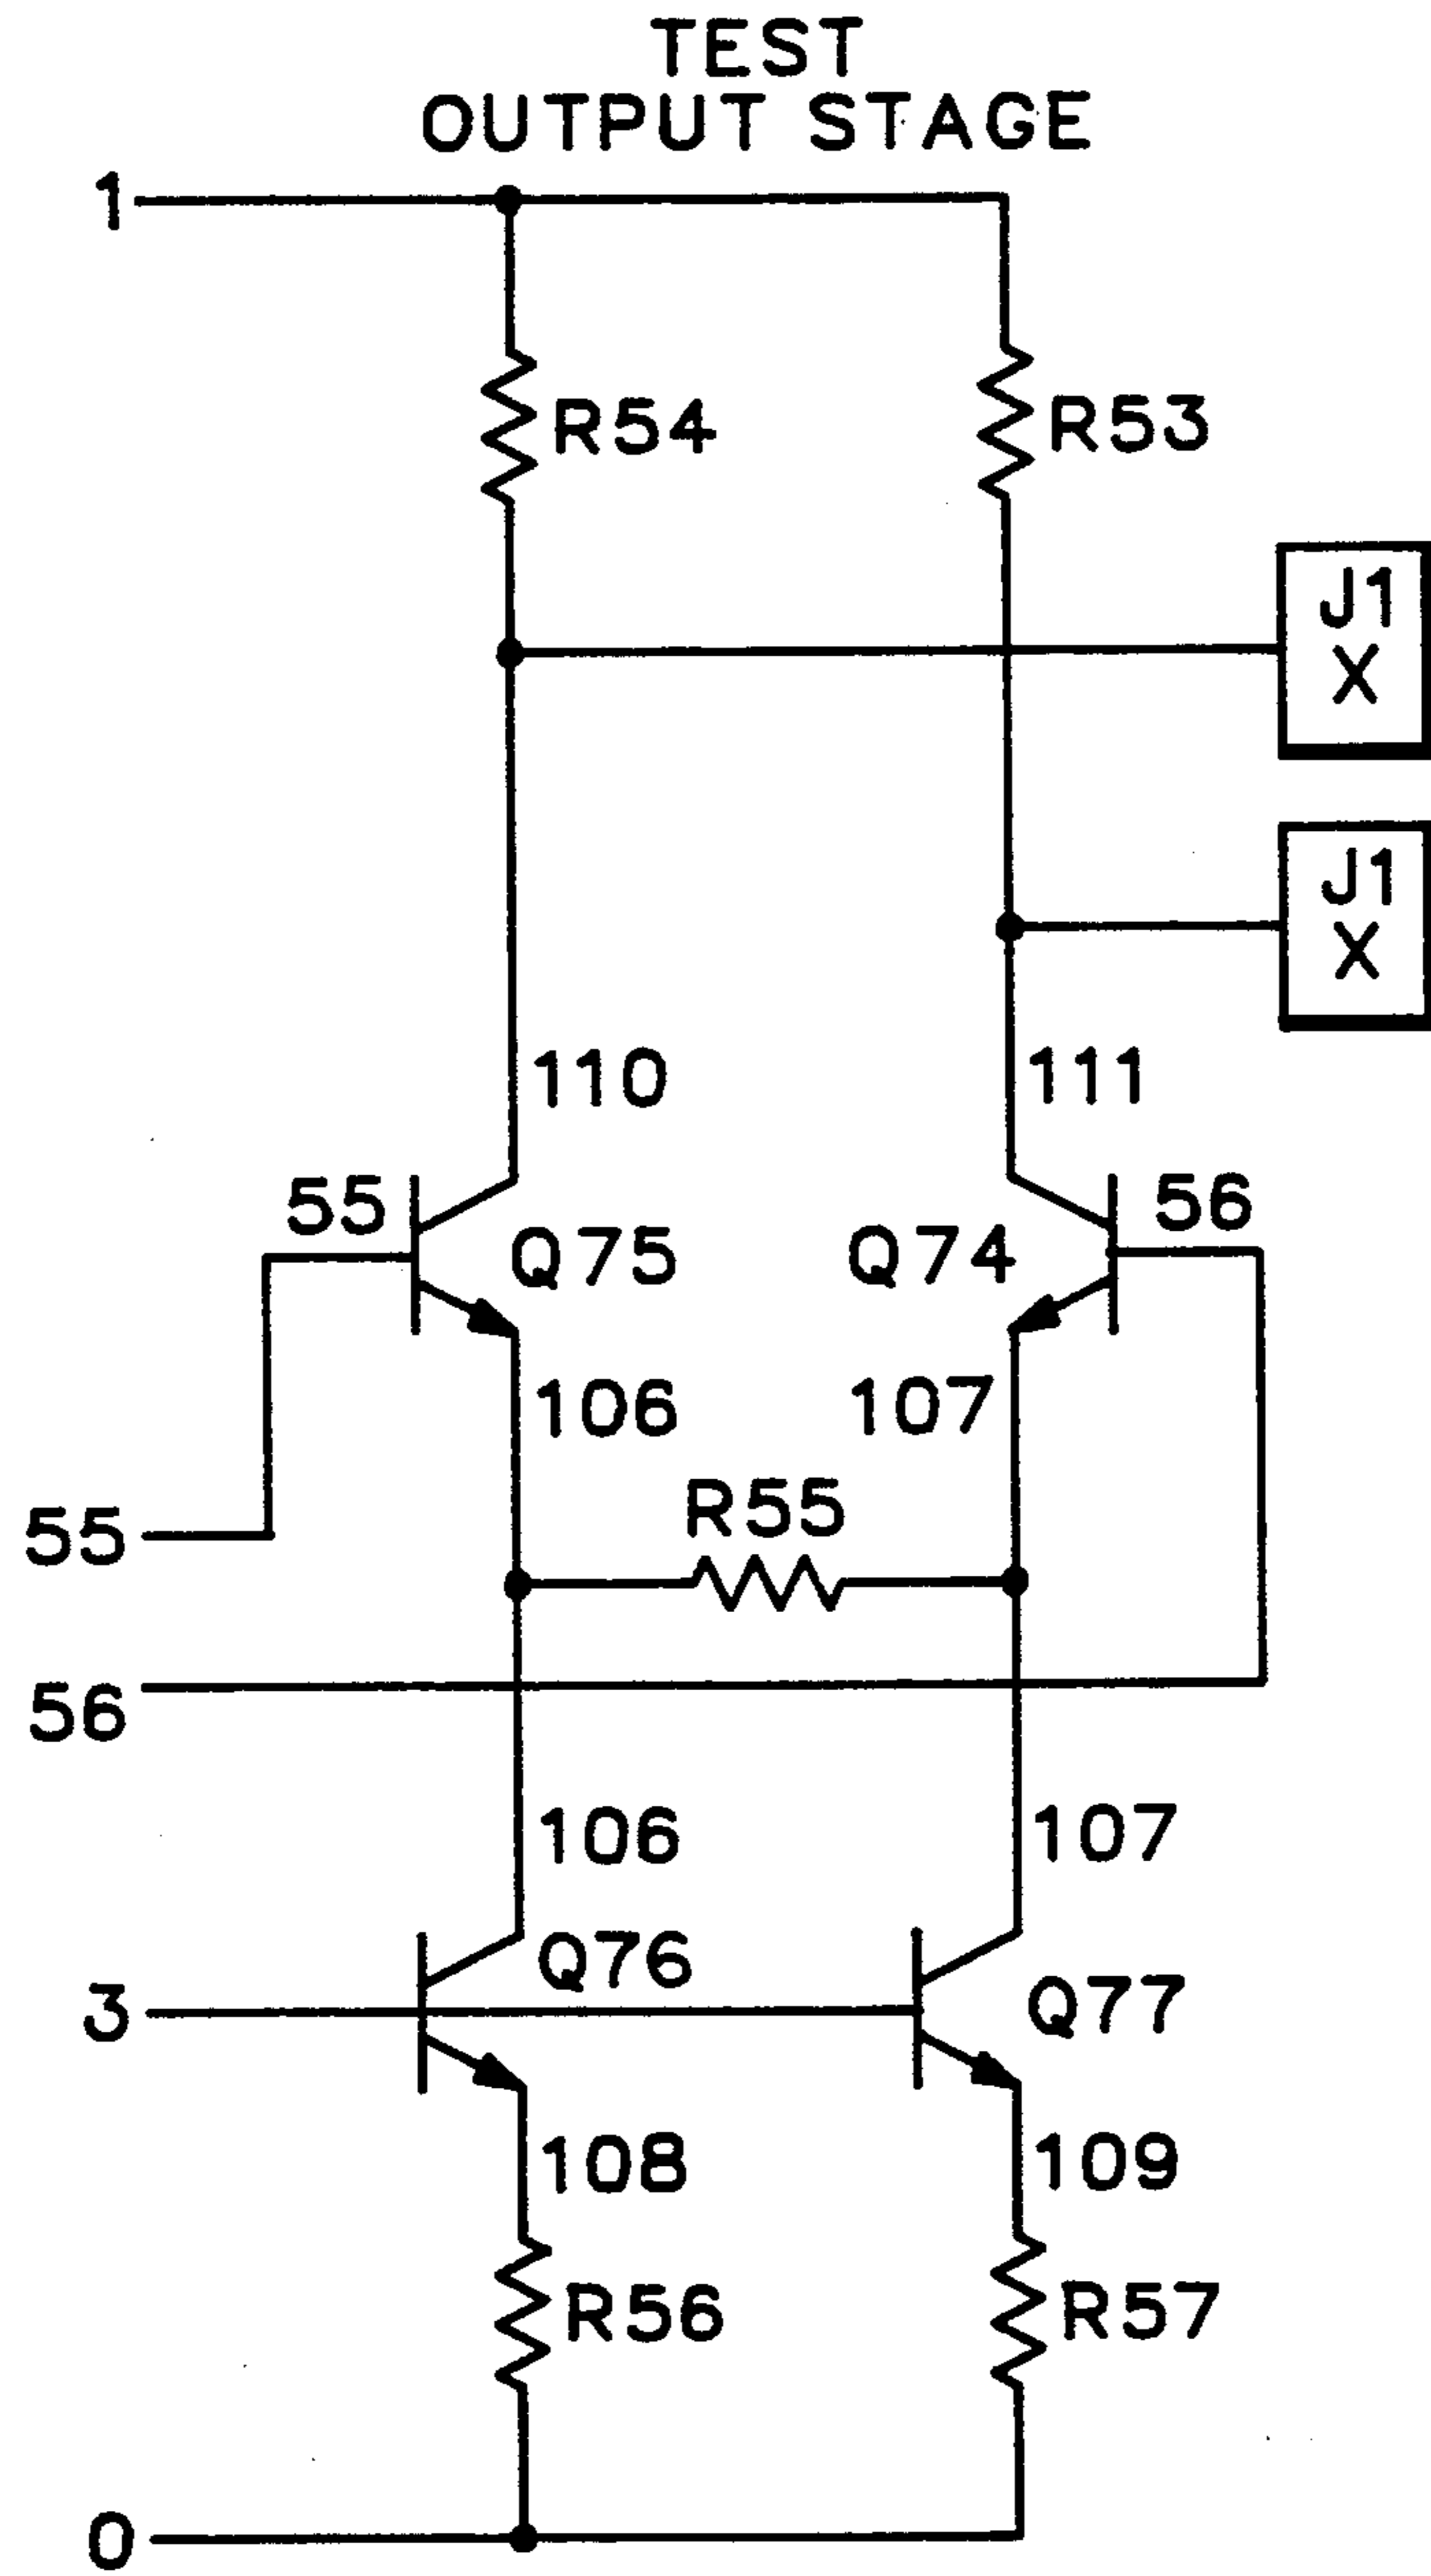 TEST
OUTPUT STAGE
1
R54
R53
J1
X
J1
X
110
111
55
Q75
Q74
56
106
107
55
R55
56
106
107
3
Q76
Q77
108
109
R56
R57
0